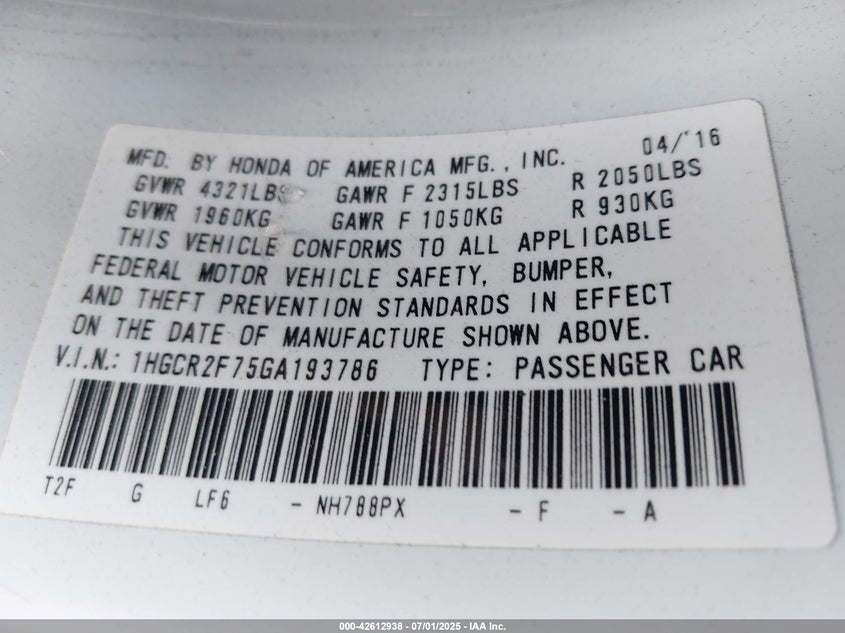 MFD. BY HONDA OF AMERICA MFG., INC. 04/'16
GVWR 4321LBS GAWR F 2315LBS R 2050LBS
GVWR 1960KG GAWR F 1050KG R 930KG
THIS VEHICLE CONFORMS TO ALL APPLICABLE
FEDERAL MOTOR VEHICLE SAFETY, BUMPER,
AND THEFT PREVENTION STANDARDS IN EFFECT
ON THE DATE OF MANUFACTURE SHOWN ABOVE.
V.I.N.: 1HGCR2F75GA193786 TYPE: PASSENGER CAR
T2F G LF6 - NH788PX - F - A
000-42612938 - 07/01/2025 - IAA Inc.